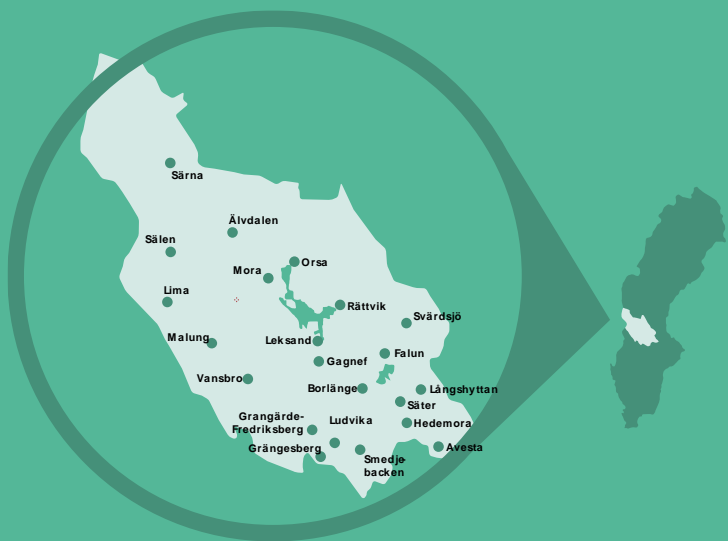 Särna
Älvdalen
Sälen
Orsa
Mora
Lima
Rättvik
Svärdsjö
Malung
Leksand
Falun
Gagnef
Vansbro
Borlänge
Långshyttan
Säter
Grangärde-
Fredriksberg
Ludvika
Hedemora
Grängesberg
Avesta
Smedje-
backen